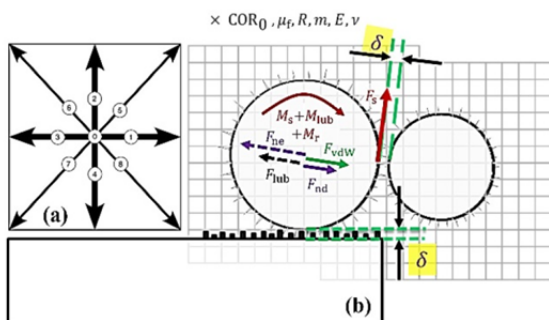 × COR₀ , μf, R, m, E, ν
δ
6
2
5
3
0
1
7
4
8
(a)
Ms + Mlub
+ Mr
Fs
Fne
FvdW
Flub
Fnd
δ
(b)